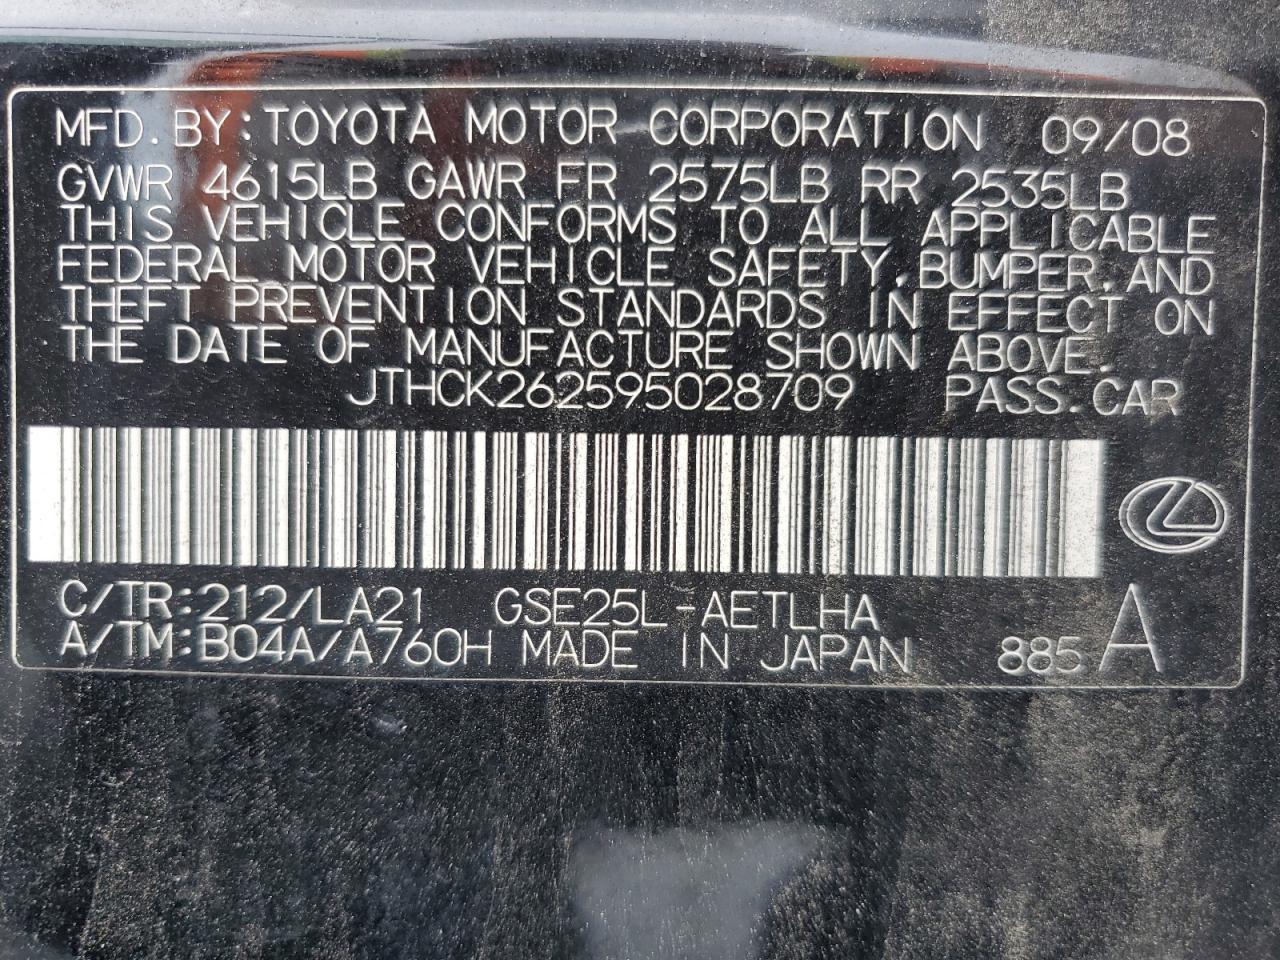 MFD. BY: TOYOTA MOTOR CORPORATION 09/08
GVWR 4615LB GAWR FR 2575LB RR 2535LB
THIS VEHICLE CONFORMS TO ALL APPLICABLE
FEDERAL MOTOR VEHICLE SAFETY, BUMPER, AND
THEFT PREVENTION STANDARDS IN EFFECT ON
THE DATE OF MANUFACTURE SHOWN ABOVE.
JTHCK262595028709 PASS. CAR
C/TR:212/LA21 GSE25L-AETLHA
A/TM:B04A/A760H MADE IN JAPAN 885 A